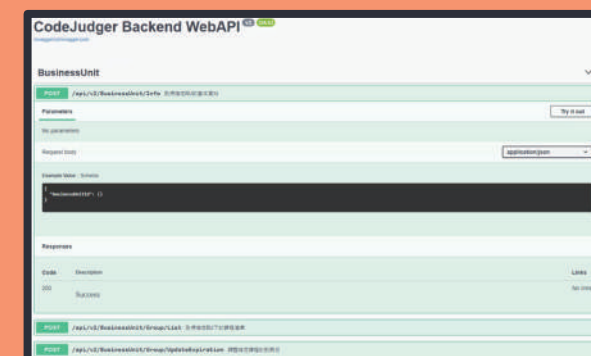 CodeJudger Backend WebAPI
BusinessUnit
POST /api/v2/BusinessUnit/Info
Parameters
Try it out
No parameters
Request body
application/json
Example Value Schema
{
"businessUnitId": {}
}
Responses
Code Description Links
200 Success No links
POST /api/v2/BusinessUnit/Group/List
POST /api/v2/BusinessUnit/Group/UpdateExpiration